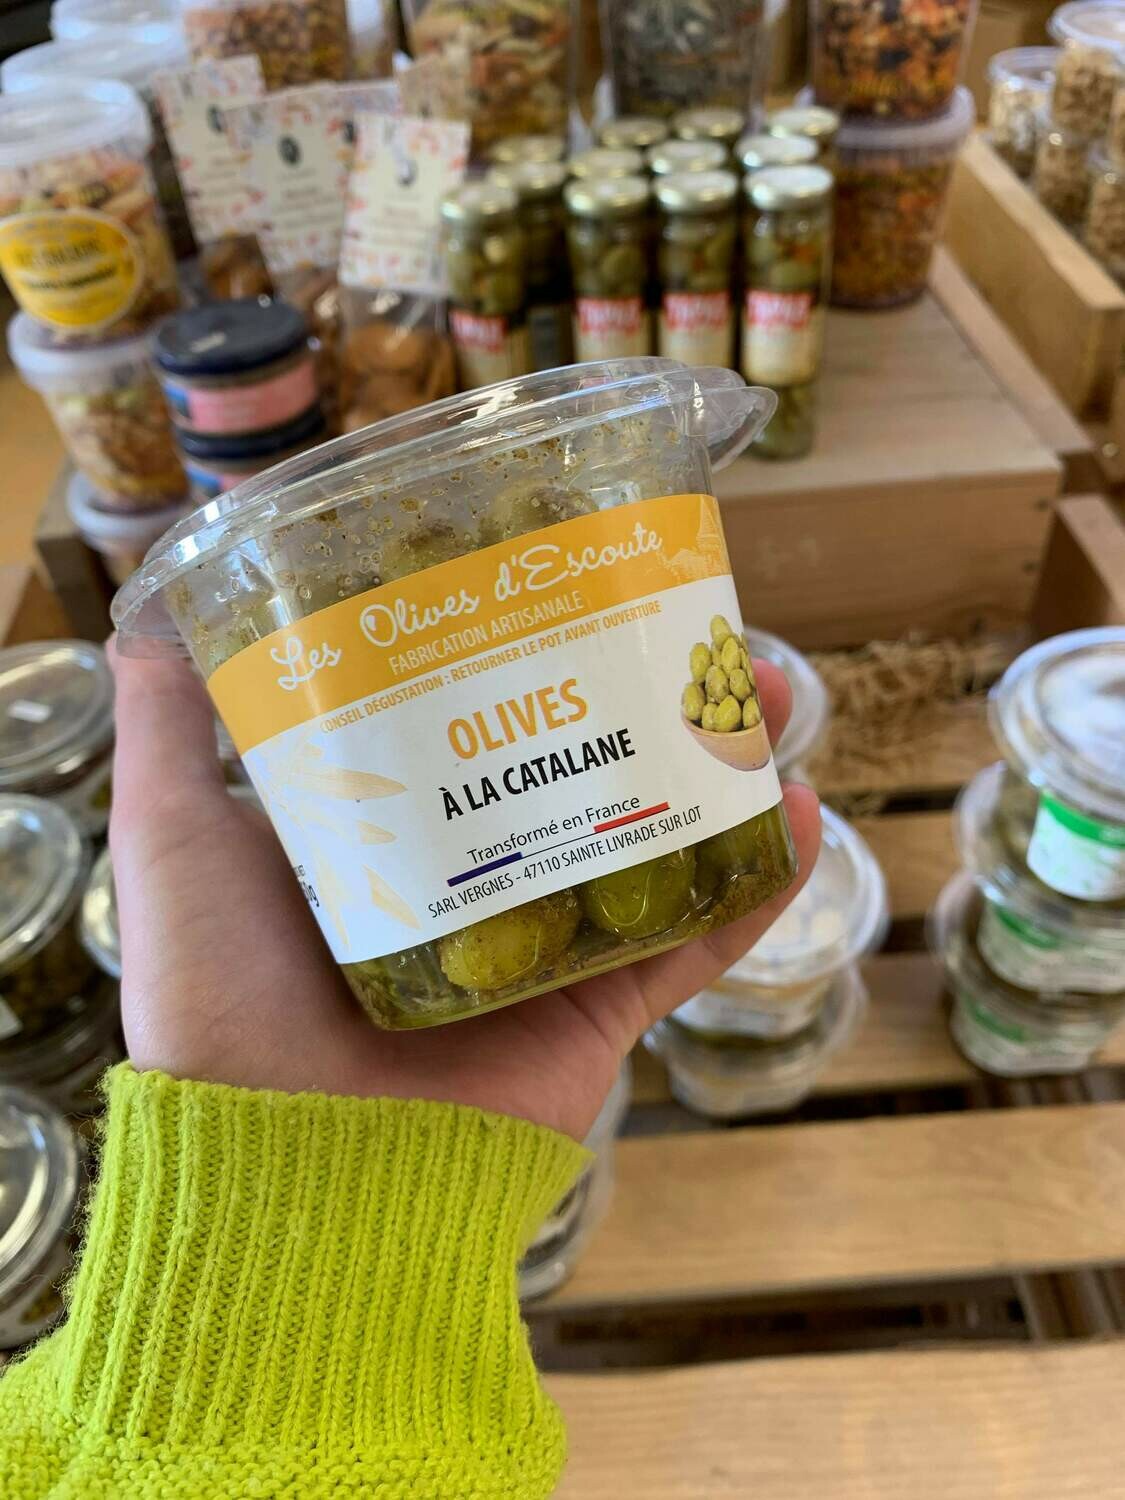 Les Olives d'Escoute
FABRICATION ARTISANALE
CONSEIL DÉGUSTATION : RETOURNER LE POT AVANT OUVERTURE
OLIVES
À LA CATALANE
Transformé en France
SARL VERGNES - 47110 SAINTE LIVRADE SUR LOT